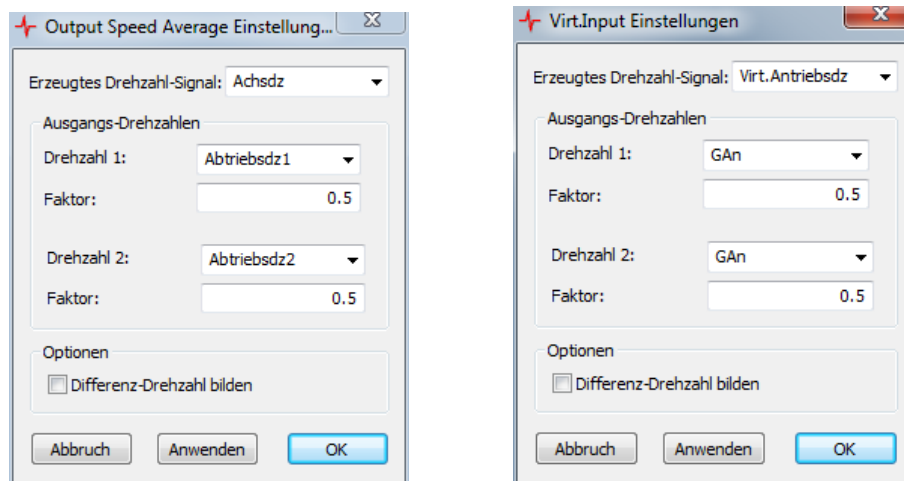 Output Speed Average Einstellung...
Erzeugtes Drehzahl-Signal: Achsdz
Ausgangs-Drehzahlen
Drehzahl 1: Abtriebsdz1
Faktor: 0.5
Drehzahl 2: Abtriebsdz2
Faktor: 0.5
Optionen
Differenz-Drehzahl bilden
Abbruch Anwenden OK
Virt.Input Einstellungen
Erzeugtes Drehzahl-Signal: Virt.Antriebsdz
Ausgangs-Drehzahlen
Drehzahl 1: GAn
Faktor: 0.5
Drehzahl 2: GAn
Faktor: 0.5
Optionen
Differenz-Drehzahl bilden
Abbruch Anwenden OK